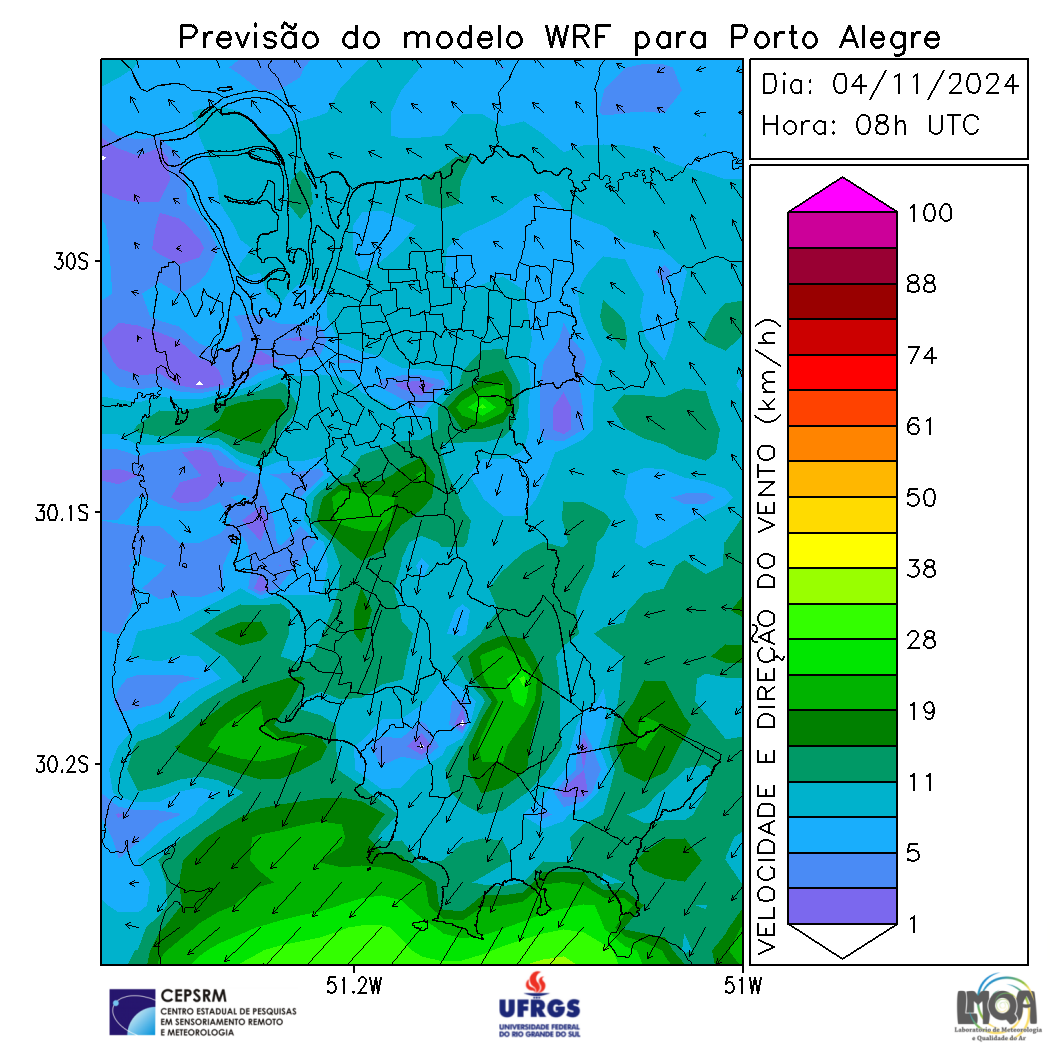 Previsão do modelo WRF para Porto Alegre
Dia: 04/11/2024
Hora: 08h UTC
30S
30.1S
30.2S
51.2W
51W
VELOCIDADE E DIREÇÃO DO VENTO (km/h)
100
88
74
61
50
38
28
19
11
5
1
CEPSRM
CENTRO ESTADUAL DE PESQUISAS
EM SENSORIAMENTO REMOTO
E METEOROLOGIA
UFRGS
UNIVERSIDADE FEDERAL
DO RIO GRANDE DO SUL
LMQA
Laboratório de Meteorologia
e Qualidade do Ar